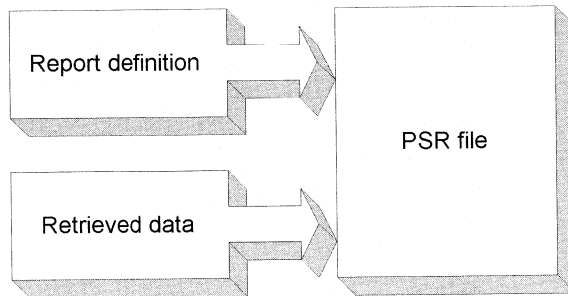 Report definition
PSR file
Retrieved data